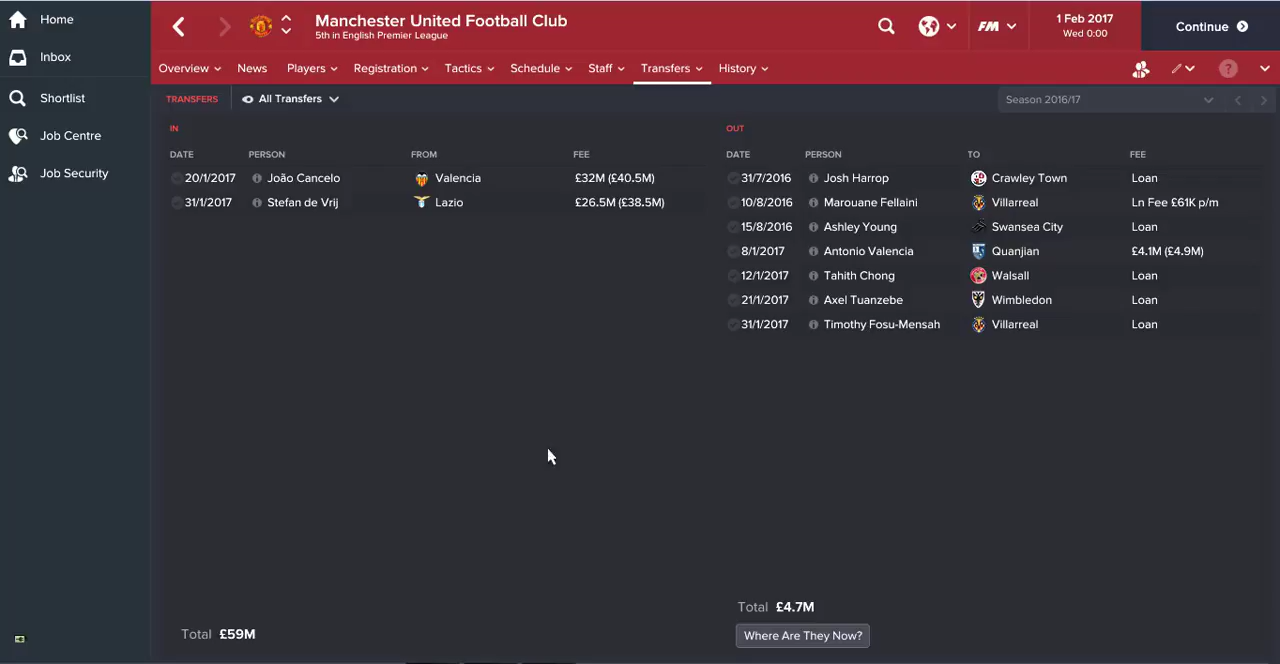 Home
Inbox
Shortlist
Job Centre
Job Security
Manchester United Football Club
5th in English Premier League
FM
1 Feb 2017
Wed 0:00
Continue
Overview News Players Registration Tactics Schedule Staff Transfers History
?
TRANSFERS All Transfers Season 2016/17
IN
DATE PERSON FROM FEE
20/1/2017 João Cancelo Valencia £32M (£40.5M)
31/1/2017 Stefan de Vrij Lazio £26.5M (£38.5M)
Total £59M
OUT
DATE PERSON TO FEE
31/7/2016 Josh Harrop Crawley Town Loan
10/8/2016 Marouane Fellaini Villarreal Ln Fee £61K p/m
15/8/2016 Ashley Young Swansea City Loan
8/1/2017 Antonio Valencia Quanjian £4.1M (£4.9M)
12/1/2017 Tahith Chong Walsall Loan
21/1/2017 Axel Tuanzebe Wimbledon Loan
31/1/2017 Timothy Fosu-Mensah Villarreal Loan
Total £4.7M
Where Are They Now?